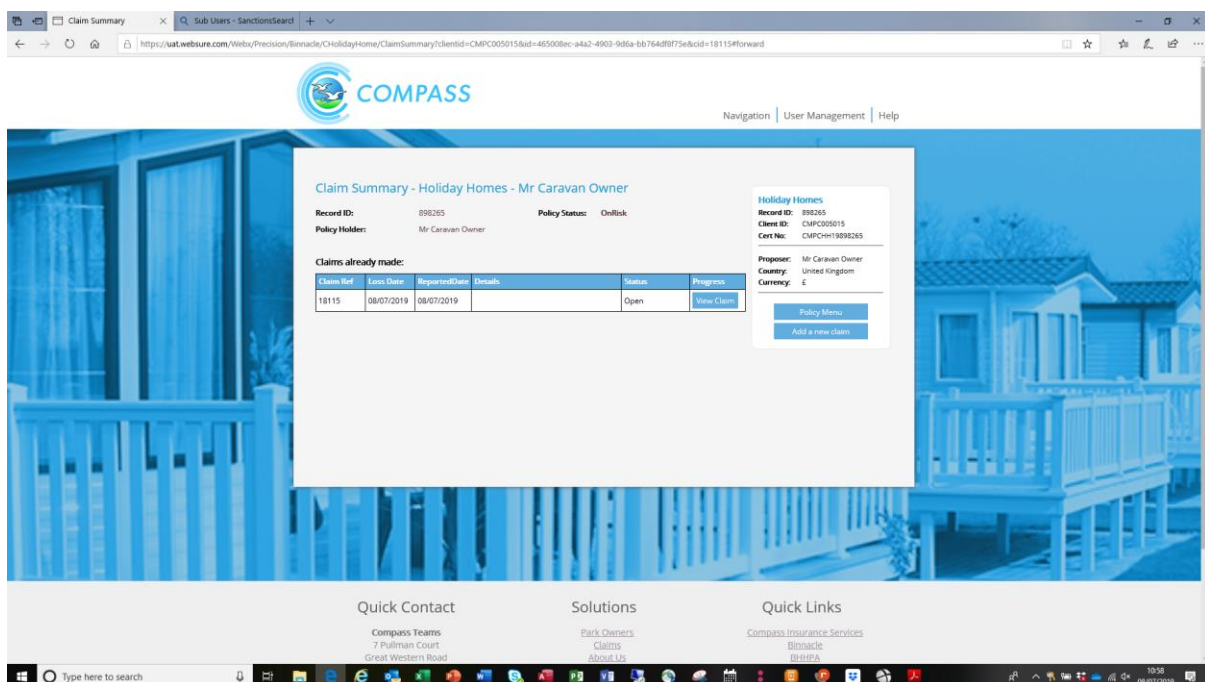 Claim Summary
Sub Users - SanctionsSearch
https://uat.websure.com/Webx/Precision/Binnacle/CHolidayHome/ClaimSummary?clientid=CMPC005015&id=465008ec-a4a2-4903-9d6a-bb764df8f75e&cid=18115#forward
COMPASS
Navigation User Management Help
Claim Summary - Holiday Homes - Mr Caravan Owner
Record ID: 898265 Policy Status: OnRisk
Policy Holder: Mr Caravan Owner
Claims already made:
Claim Ref Loss Date ReportedDate Details Status Progress
18115 08/07/2019 08/07/2019 Open View Claim
Holiday Homes
Record ID: 898265
Client ID: CMPC005015
Cert No: CMPCHH19898265
Proposer: Mr Caravan Owner
Country: United Kingdom
Currency: £
Policy Menu
Add a new claim
Quick Contact
Compass Teams
7 Pullman Court
Great Western Road
Solutions
Park Owners
Claims
About Us
Quick Links
Compass Insurance Services
Binnacle
BHHPA
Type here to search
10:58
08/07/2019